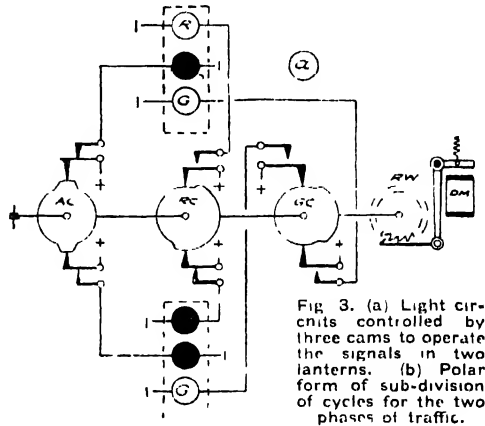 R
a
G
AC
RC
GC
RW
DM
G
Fig 3. (a) Light cir-
cuits controlled by
three cams to operate
the signals in two
lanterns. (b) Polar
form of sub-division
of cycles for the two
phases of traffic.